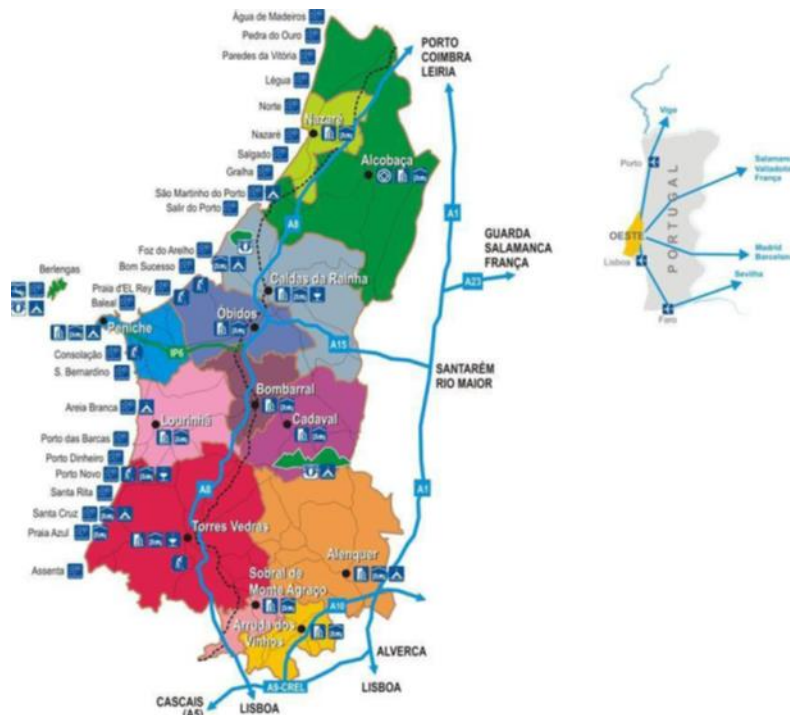 Água de Madeiros
Pedra do Ouro
Paredes da Vitória
Légua
Norte
Nazaré
Salgado
Gralha
São Martinho do Porto
Salir do Porto
Foz do Arelho
Bom Sucesso
Berlengas
Praia d'EL Rey
Baleal
Peniche
Consolação
S. Bernardino
Areia Branca
Porto das Barcas
Porto Dinheiro
Porto Novo
Santa Rita
Santa Cruz
Praia Azul
Assenta
Nazaré
Alcobaça
A8
Caldas da Rainha
Óbidos
IP6
A15
Bombarral
Lourinhã
Cadaval
A8
Torres Vedras
Alenquer
Sobral de
Monte Agraço
A10
Arruda dos
Vinhos
A9-CREL
CASCAIS
(A5)
LISBOA
LISBOA
ALVERCA
A1
SANTARÉM
RIO MAIOR
A23
GUARDA
SALAMANCA
FRANÇA
A1
PORTO
COIMBRA
LEIRIA
Vigo
Porto
PORTUGAL
OESTE
Lisboa
Faro
Salamanc
Valladoli
França
Madrid
Barcelon
Sevilha